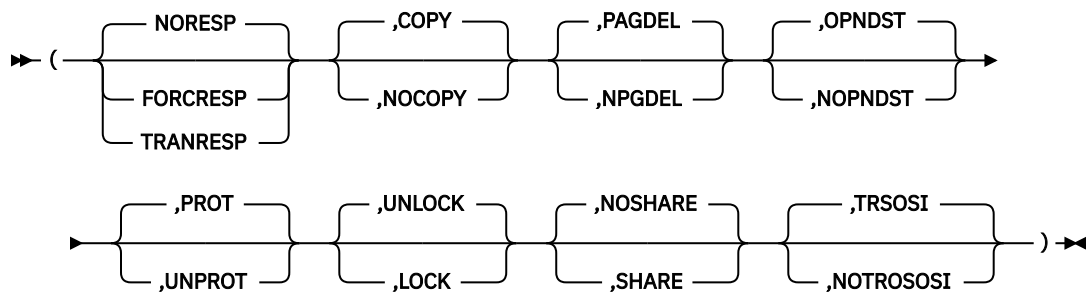 NORESP ,COPY ,PAGDEL ,OPNDST
(
FORCRESP ,NOCOPY ,NPGDEL ,NOPNDST
TRANRESP
,PROT ,UNLOCK ,NOSHARE ,TRSOSI
)
,UNPROT ,LOCK ,SHARE ,NOTROSOSI